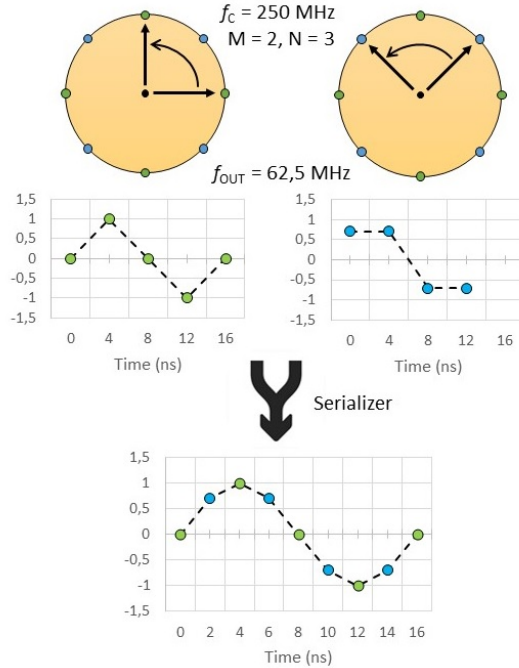 f_C = 250 MHz
M = 2, N = 3
f_OUT = 62,5 MHz
1,5
1
0,5
0
-0,5
-1
-1,5
0 4 8 12 16
Time (ns)
1,5
1
0,5
0
-0,5
-1
-1,5
0 4 8 12 16
Time (ns)
Serializer
1,5
1
0,5
0
-0,5
-1
-1,5
0 2 4 6 8 10 12 14 16
Time (ns)